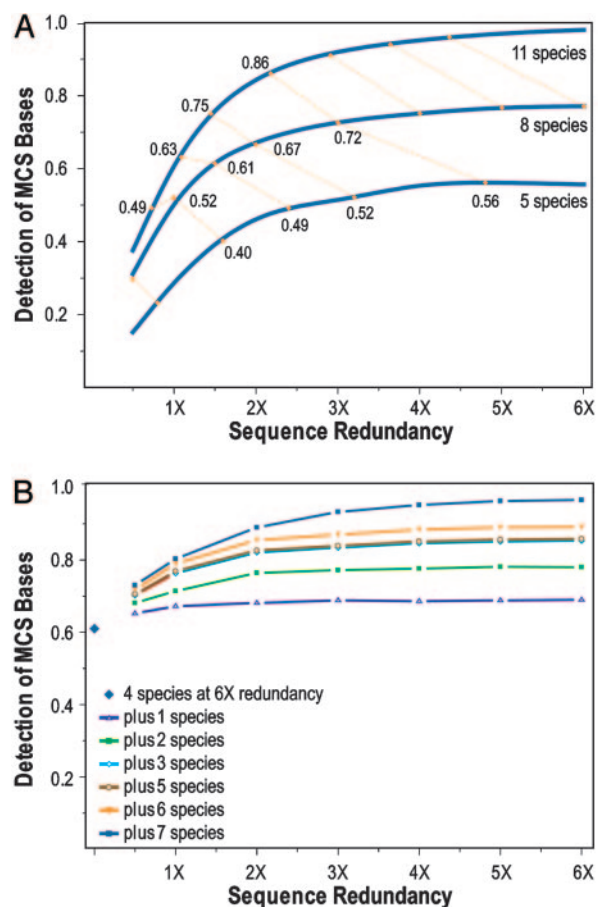 A
1.0
0.8
0.6
0.4
0.2
Detection of MCS Bases
0.49
0.63
0.75
0.86
11 species
0.52
0.61
0.67
0.72
8 species
0.40
0.49
0.52
0.56
5 species
1X 2X 3X 4X 5X 6X
Sequence Redundancy
B
1.0
0.8
0.6
0.4
0.2
Detection of MCS Bases
4 species at 6X redundancy
plus 1 species
plus 2 species
plus 3 species
plus 5 species
plus 6 species
plus 7 species
1X 2X 3X 4X 5X 6X
Sequence Redundancy